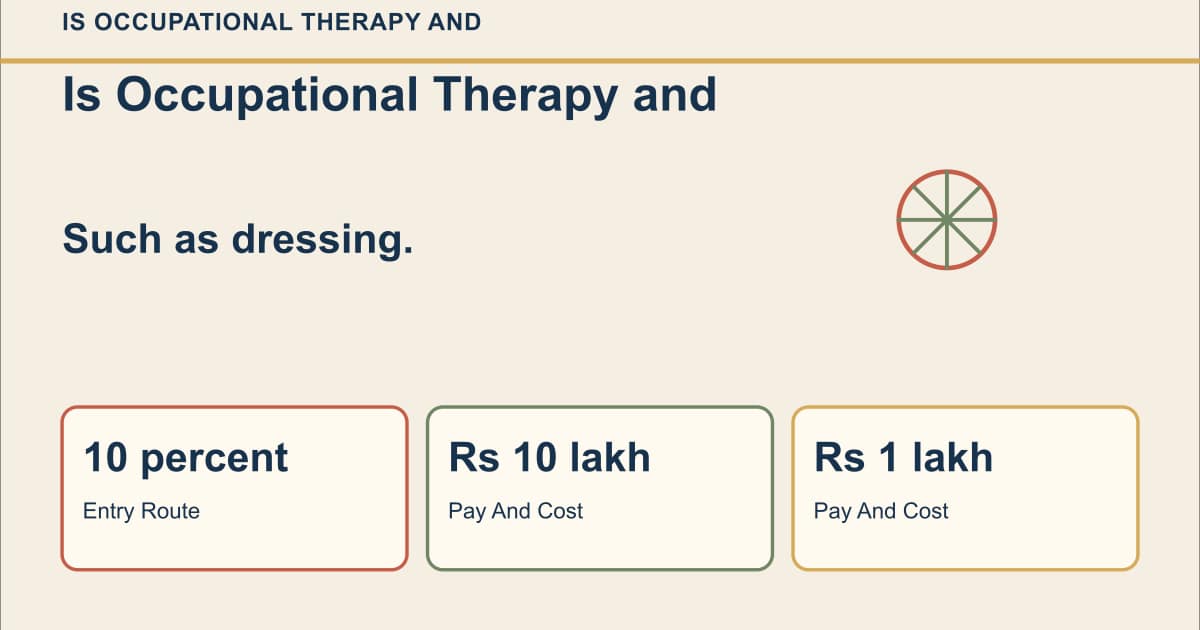 IS OCCUPATIONAL THERAPY AND
Is Occupational Therapy and
Such as dressing.
10 percent
Entry Route
Rs 10 lakh
Pay And Cost
Rs 1 lakh
Pay And Cost